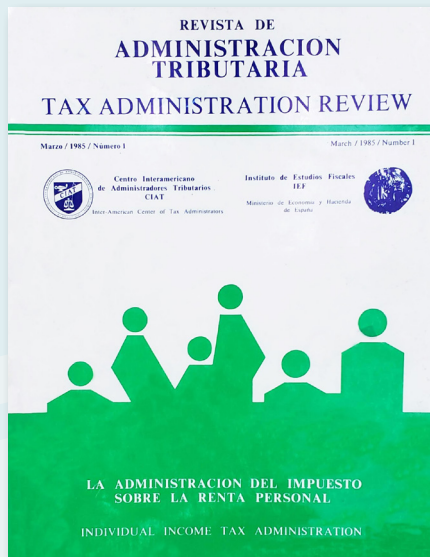 REVISTA DE
ADMINISTRACION
TRIBUTARIA
TAX ADMINISTRATION REVIEW
Marzo / 1985 / Número 1
March / 1985 / Number 1
Centro Interamericano
de Administradores Tributarios
CIAT
Inter-American Center of Tax Administrators
CIAT
Instituto de Estudios Fiscales
IEF
Ministerio de Economía y Hacienda
de España
LA ADMINISTRACION DEL IMPUESTO
SOBRE LA RENTA PERSONAL
INDIVIDUAL INCOME TAX ADMINISTRATION